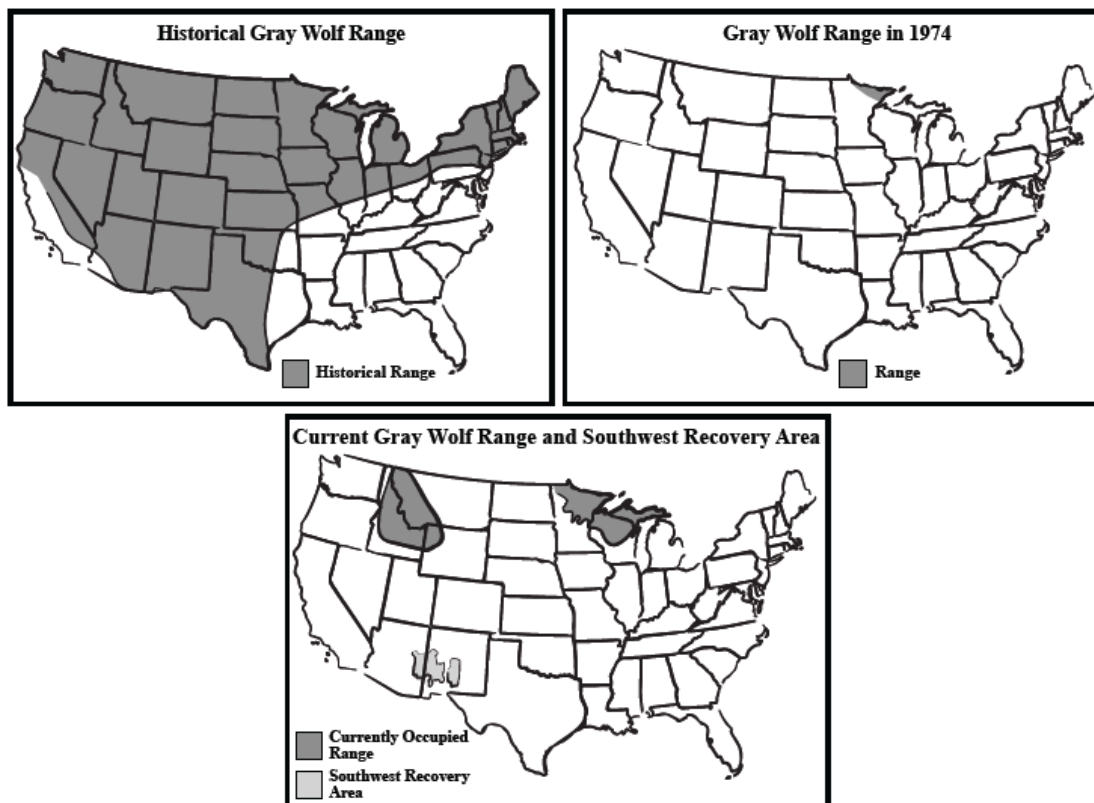 Historical Gray Wolf Range
Historical Range
Gray Wolf Range in 1974
Range
Current Gray Wolf Range and Southwest Recovery Area
Currently Occupied
Range
Southwest Recovery
Area